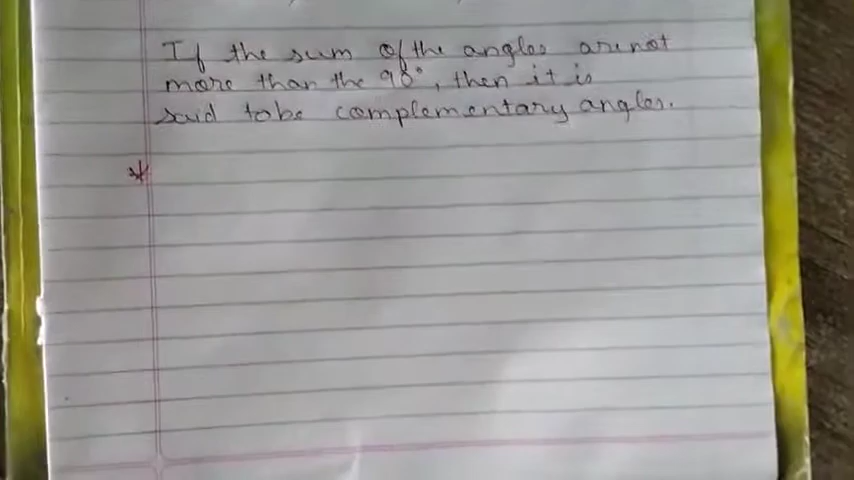 If the sum of the angles are not
more than the 90°, then it is
said to be complementary angles.
*